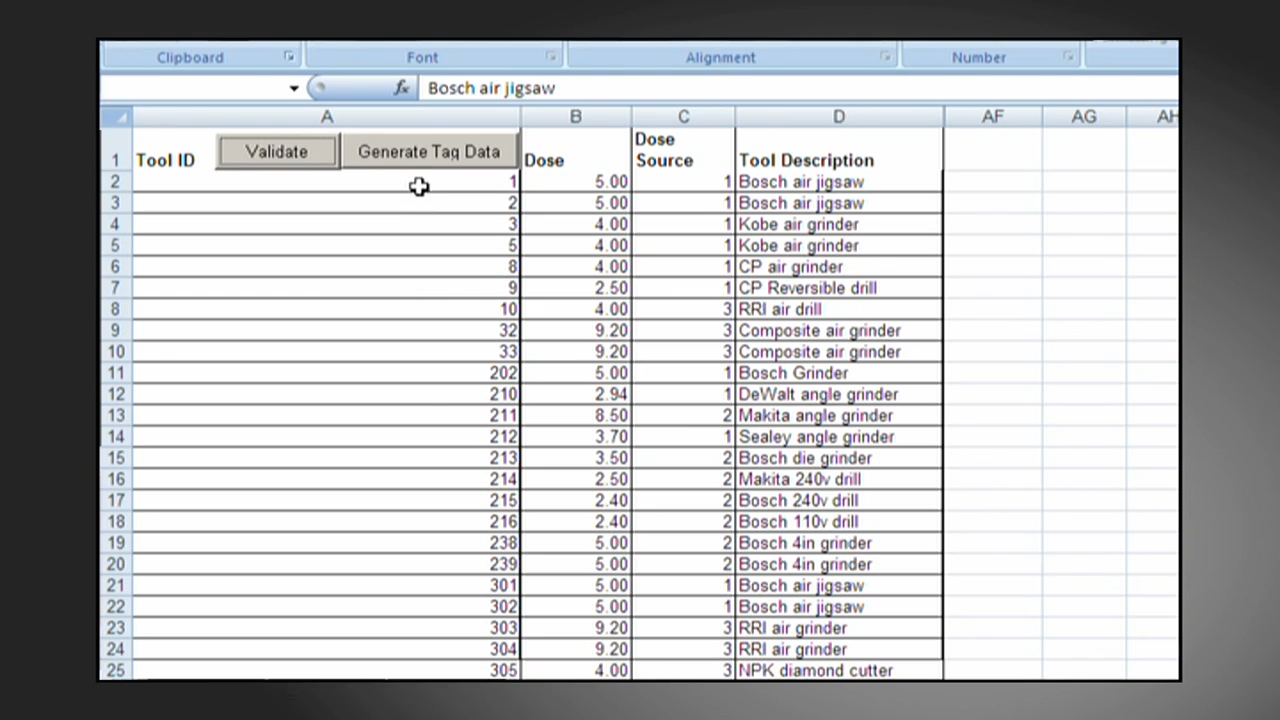 Clipboard Font Alignment Number
fx Bosch air jigsaw
A B C D AF AG AH
1 Tool ID Validate Generate Tag Data Dose Dose Source Tool Description
2 1 5.00 1 Bosch air jigsaw
3 2 5.00 1 Bosch air jigsaw
4 3 4.00 1 Kobe air grinder
5 5 4.00 1 Kobe air grinder
6 8 4.00 1 CP air grinder
7 9 2.50 1 CP Reversible drill
8 10 4.00 3 RRI air drill
9 32 9.20 3 Composite air grinder
10 33 9.20 3 Composite air grinder
11 202 5.00 1 Bosch Grinder
12 210 2.94 1 DeWalt angle grinder
13 211 8.50 2 Makita angle grinder
14 212 3.70 1 Sealey angle grinder
15 213 3.50 2 Bosch die grinder
16 214 2.50 2 Makita 240v drill
17 215 2.40 2 Bosch 240v drill
18 216 2.40 2 Bosch 110v drill
19 238 5.00 2 Bosch 4in grinder
20 239 5.00 2 Bosch 4in grinder
21 301 5.00 1 Bosch air jigsaw
22 302 5.00 1 Bosch air jigsaw
23 303 9.20 3 RRI air grinder
24 304 9.20 3 RRI air grinder
25 305 4.00 3 NPK diamond cutter